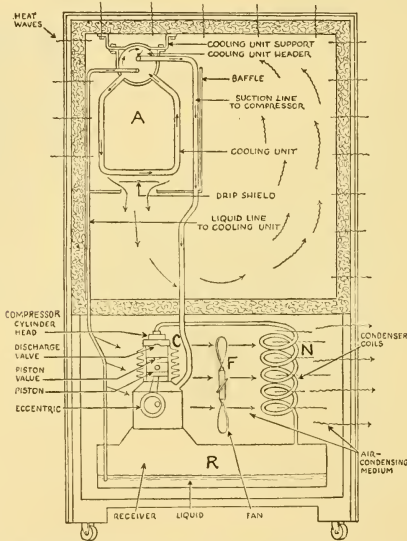 HEAT
WAVES
COOLING UNIT SUPPORT
COOLING UNIT HEADER
BAFFLE
SUCTION LINE
TO COMPRESSOR
A
COOLING UNIT
DRIP SHIELD
LIQUID LINE
TO COOLING UNIT
COMPRESSOR
CYLINDER
HEAD
DISCHARGE
VALVE
PISTON
VALVE
PISTON
ECCENTRIC
C
F
N
CONDENSER
COILS
R
AIR-
CONDENSING
MEDIUM
RECEIVER
LIQUID
FAN